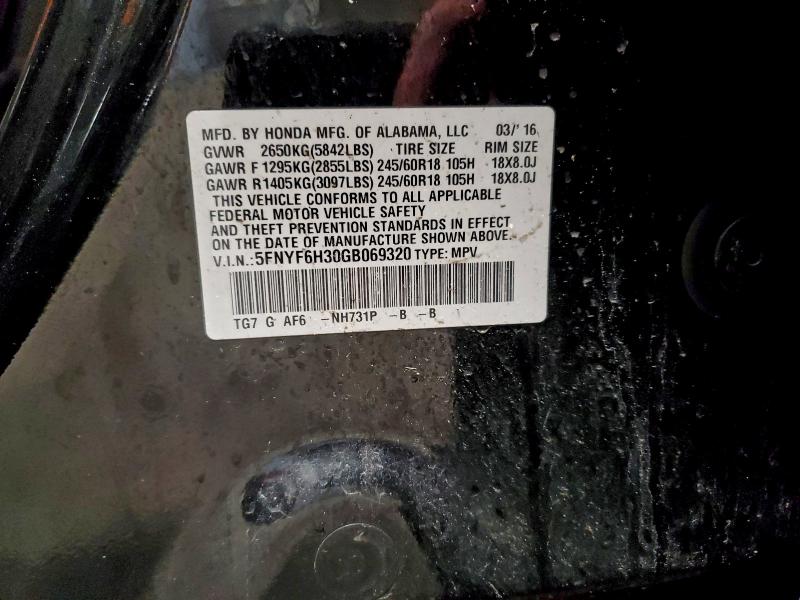 MFD. BY HONDA MFG. OF ALABAMA, LLC 03/'16
GVWR 2650KG(5842LBS) TIRE SIZE RIM SIZE
GAWR F1295KG(2855LBS) 245/60R18 105H 18X8.0J
GAWR R1405KG(3097LBS) 245/60R18 105H 18X8.0J
THIS VEHICLE CONFORMS TO ALL APPLICABLE
FEDERAL MOTOR VEHICLE SAFETY
AND THEFT PREVENTION STANDARDS IN EFFECT
ON THE DATE OF MANUFACTURE SHOWN ABOVE.
V.I.N.:5FNYF6H30GB069320 TYPE: MPV
TG7 G AF6 -NH731P -B -B